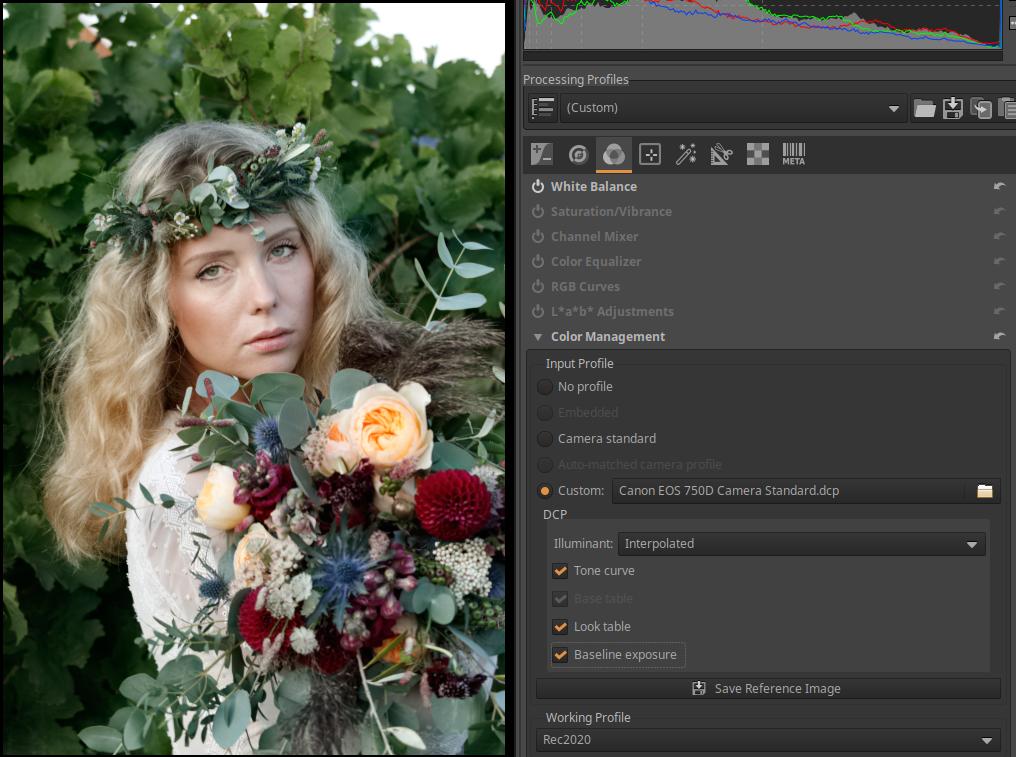 Processing Profiles
(Custom)
META
White Balance
Saturation/Vibrance
Channel Mixer
Color Equalizer
RGB Curves
L*a*b* Adjustments
Color Management
Input Profile
No profile
Embedded
Camera standard
Auto-matched camera profile
Custom: Canon EOS 750D Camera Standard.dcp
DCP
Illuminant: Interpolated
Tone curve
Base table
Look table
Baseline exposure
Save Reference Image
Working Profile
Rec2020